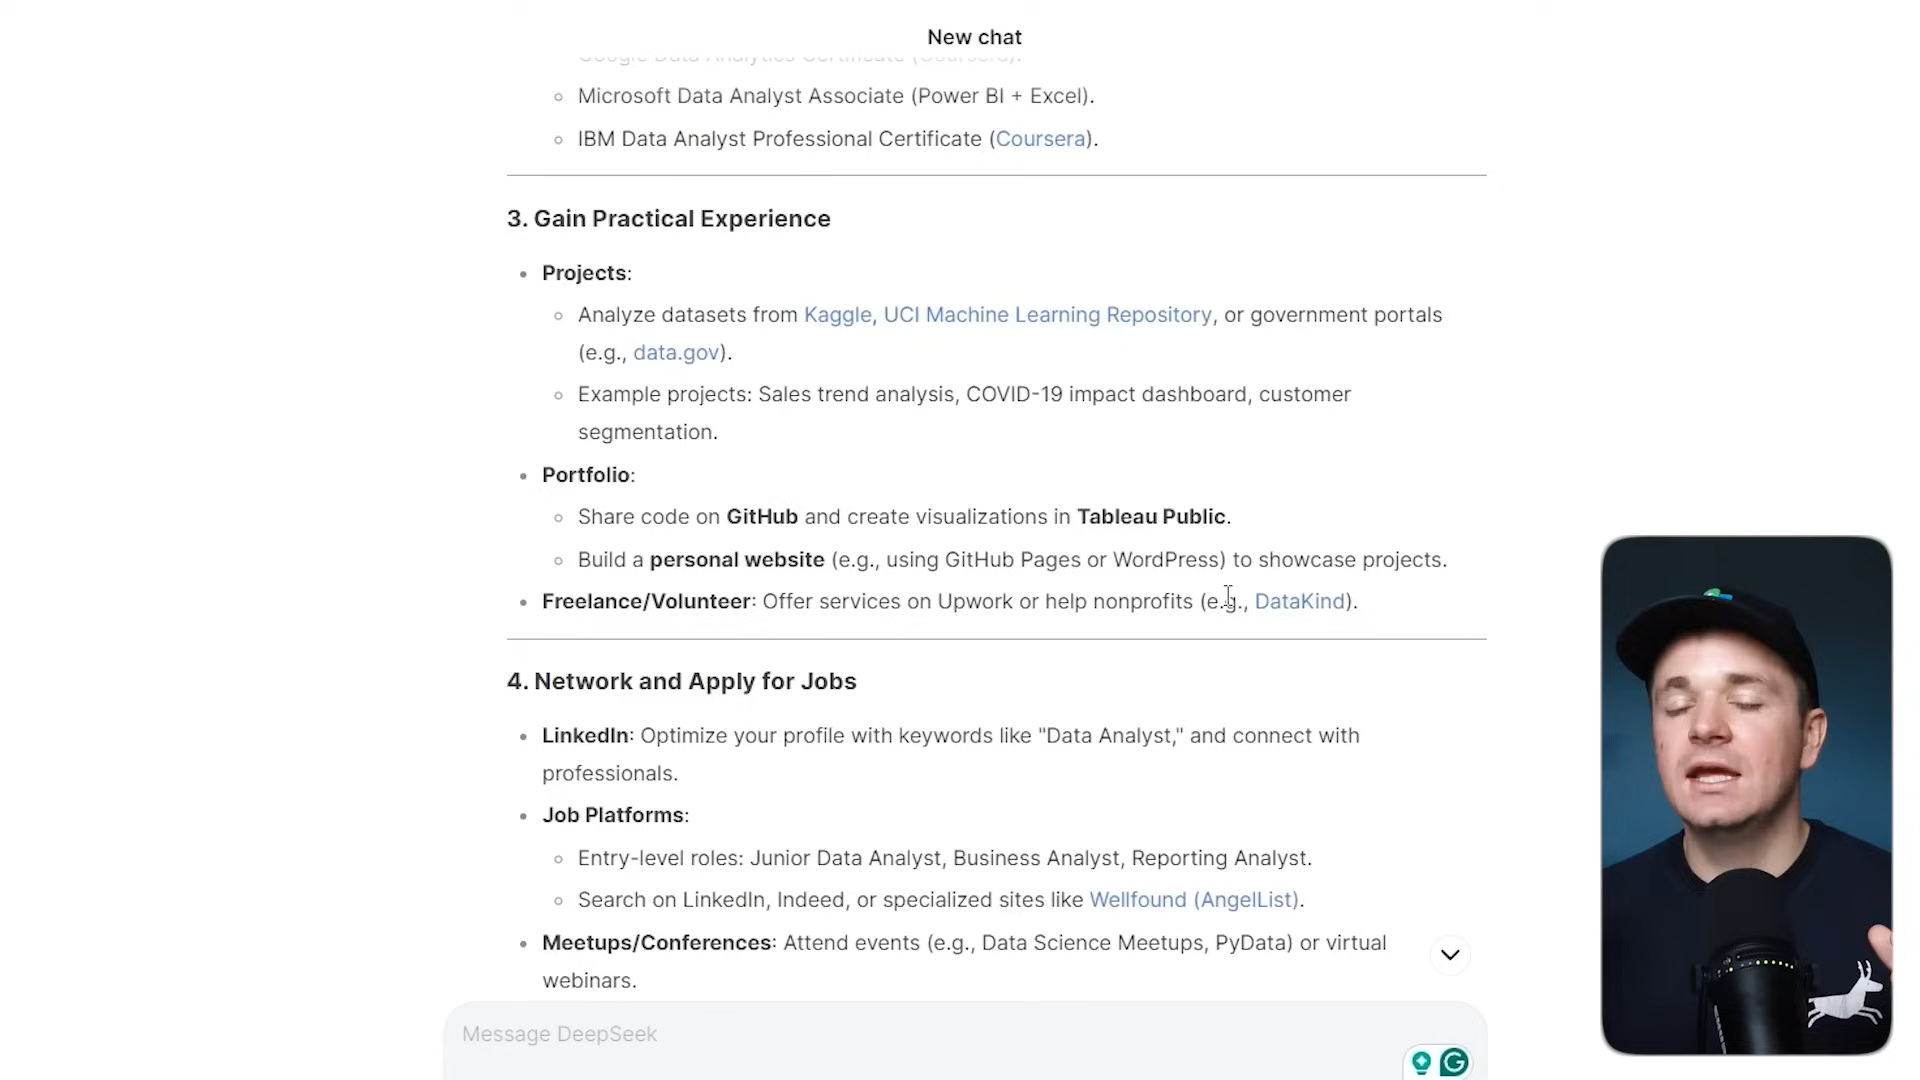 New chat
Google Data Analytics Certificate (Coursera).
○ Microsoft Data Analyst Associate (Power BI + Excel).
○ IBM Data Analyst Professional Certificate (Coursera).
3. Gain Practical Experience
• Projects:
○ Analyze datasets from Kaggle, UCI Machine Learning Repository, or government portals
(e.g., data.gov).
○ Example projects: Sales trend analysis, COVID-19 impact dashboard, customer
segmentation.
• Portfolio:
○ Share code on GitHub and create visualizations in Tableau Public.
○ Build a personal website (e.g., using GitHub Pages or WordPress) to showcase projects.
• Freelance/Volunteer: Offer services on Upwork or help nonprofits (e.g., DataKind).
4. Network and Apply for Jobs
• LinkedIn: Optimize your profile with keywords like "Data Analyst," and connect with
professionals.
• Job Platforms:
○ Entry-level roles: Junior Data Analyst, Business Analyst, Reporting Analyst.
○ Search on LinkedIn, Indeed, or specialized sites like Wellfound (AngelList).
• Meetups/Conferences: Attend events (e.g., Data Science Meetups, PyData) or virtual
webinars.
Message DeepSeek